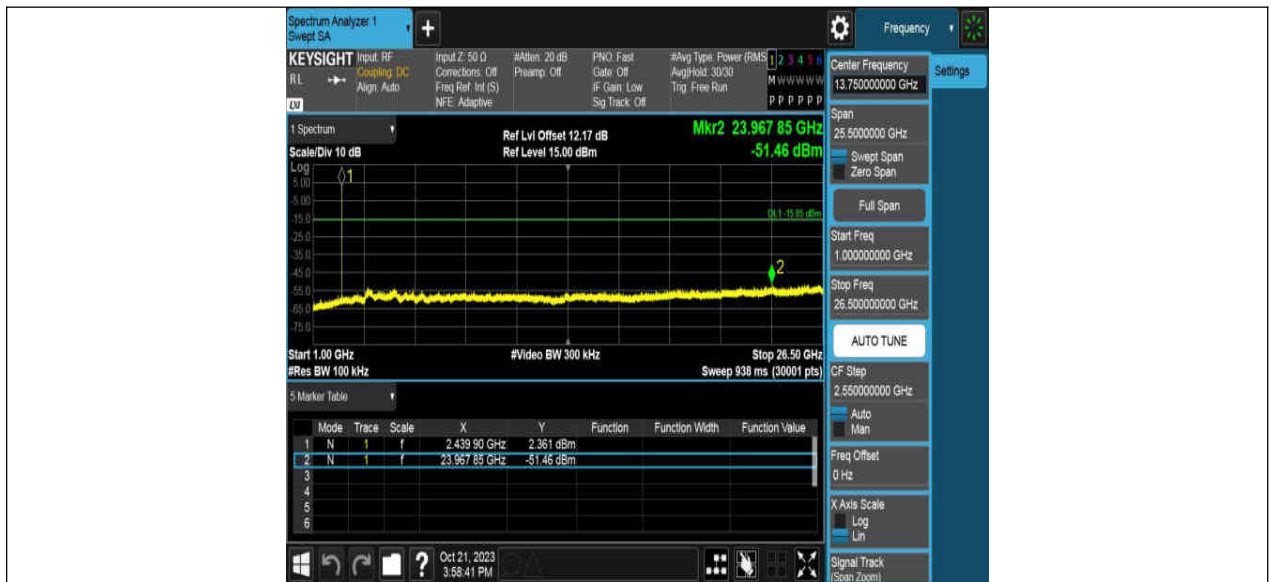 Spectrum Analyzer 1
Swept SA
+
Frequency
KEYSIGHT
RL
LXI
Input: RF
Coupling: DC
Align: Auto
Input Z: 50 Ω
Corrections: Off
Freq Ref: Int (S)
NFE: Adaptive
#Atten: 20 dB
Preamp: Off
PNO: Fast
Gate: Off
IF Gain: Low
Sig Track: Off
#Avg Type: Power (RMS
Avg|Hold: 30/30
Trig: Free Run
1 2 3 4 5 6
M W W W W W
P P P P P P
Center Frequency
13.750000000 GHz
Settings
1 Spectrum
Ref Lvl Offset 12.17 dB
Mkr2 23.967 85 GHz
Scale/Div 10 dB
Ref Level 15.00 dBm
-51.46 dBm
Log
5.00
-5.00
-15.0
-25.0
-35.0
-45.0
-55.0
-65.0
-75.0
1
DL1 -15.85 dBm
2
Start 1.00 GHz
#Video BW 300 kHz
Stop 26.50 GHz
#Res BW 100 kHz
Sweep 938 ms (30001 pts)
Span
25.5000000 GHz
Swept Span
Zero Span
Full Span
Start Freq
1.000000000 GHz
Stop Freq
26.500000000 GHz
AUTO TUNE
CF Step
2.550000000 GHz
Auto
Man
Freq Offset
0 Hz
X Axis Scale
Log
Lin
Signal Track
(Span Zoom)
5 Marker Table
Mode Trace Scale X Y Function Function Width Function Value
1 N 1 f 2.439 90 GHz 2.361 dBm
2 N 1 f 23.967 85 GHz -51.46 dBm
3
4
5
6
?
Oct 21, 2023
3:58:41 PM